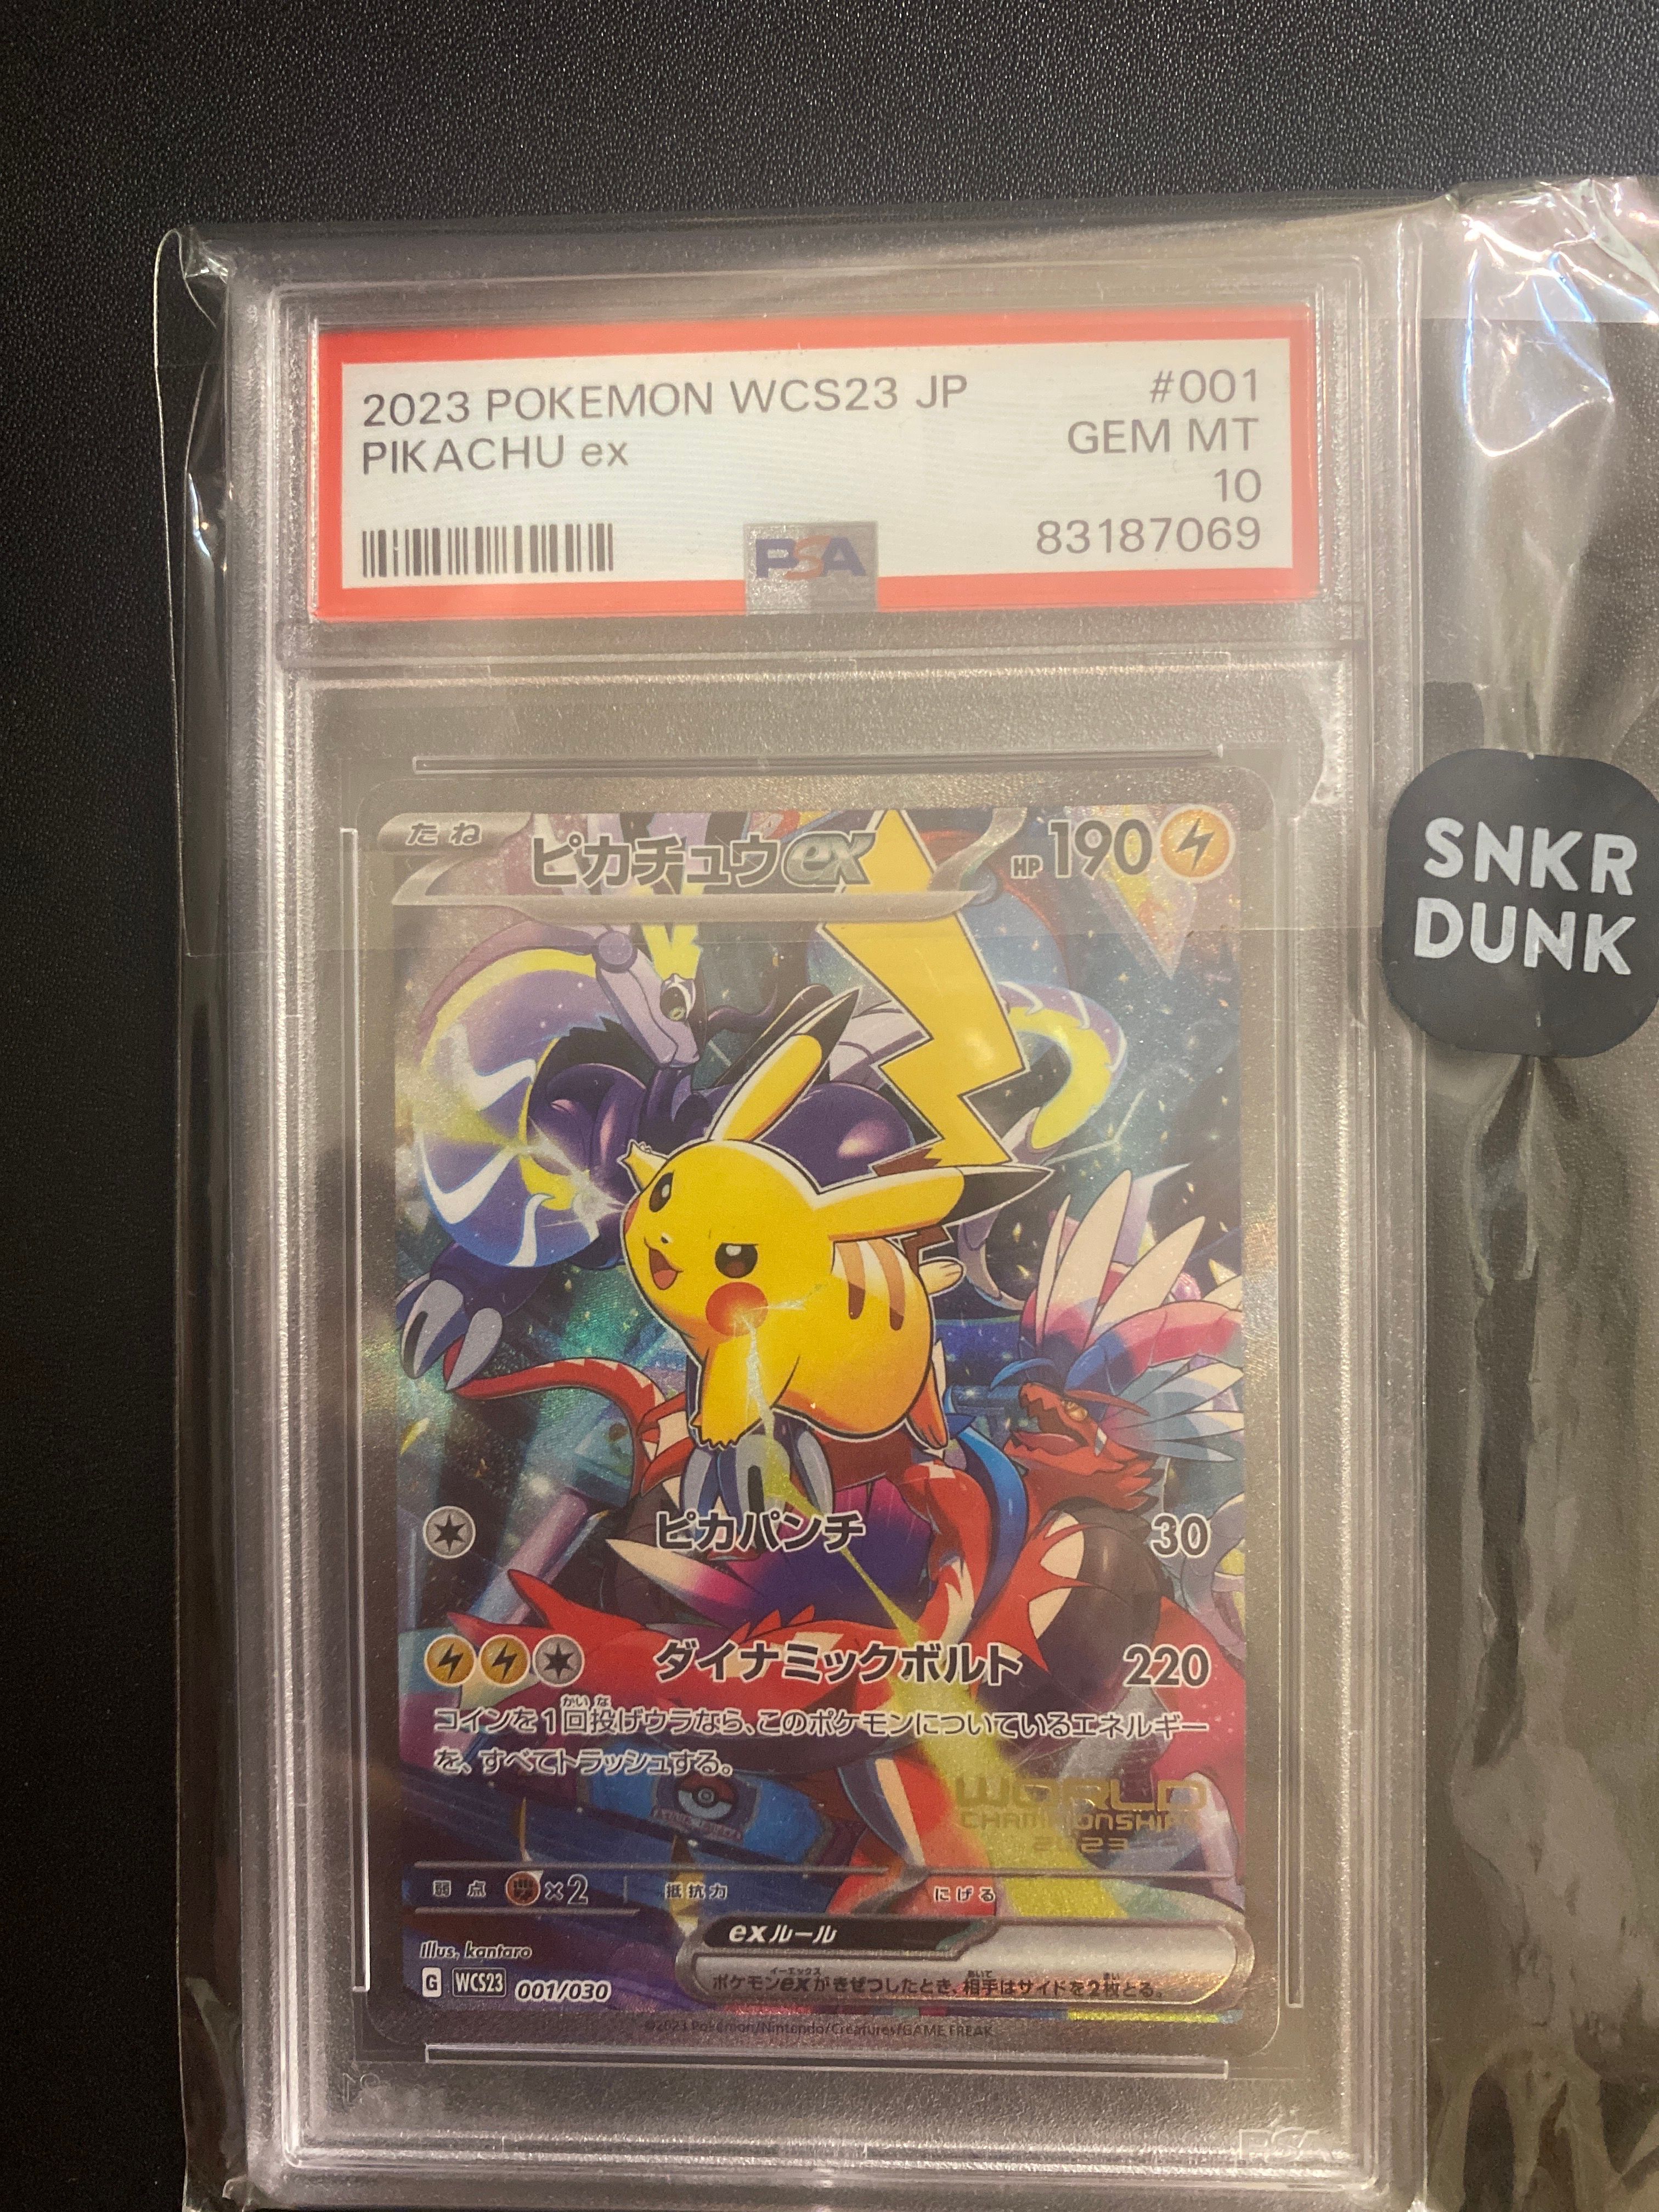 2023 POKEMON WCS23 JP #001
PIKACHU ex GEM MT
10
PSA 83187069
SNKR
DUNK
たね ピカチュウex HP190
ピカパンチ 30
ダイナミックボルト 220
コインを1回投げウラなら、このポケモンについているエネルギー
を、すべてトラッシュする。
WORLD
CHAMPIONSHIPS
2023
弱点 ×2 抵抗力 にげる
exルール
ポケモンexがきぜつしたとき、相手はサイドを2枚とる。
Illus. kantaro
G WCS23 001/030
©2023 Pokémon/Nintendo/Creatures/GAME FREAK